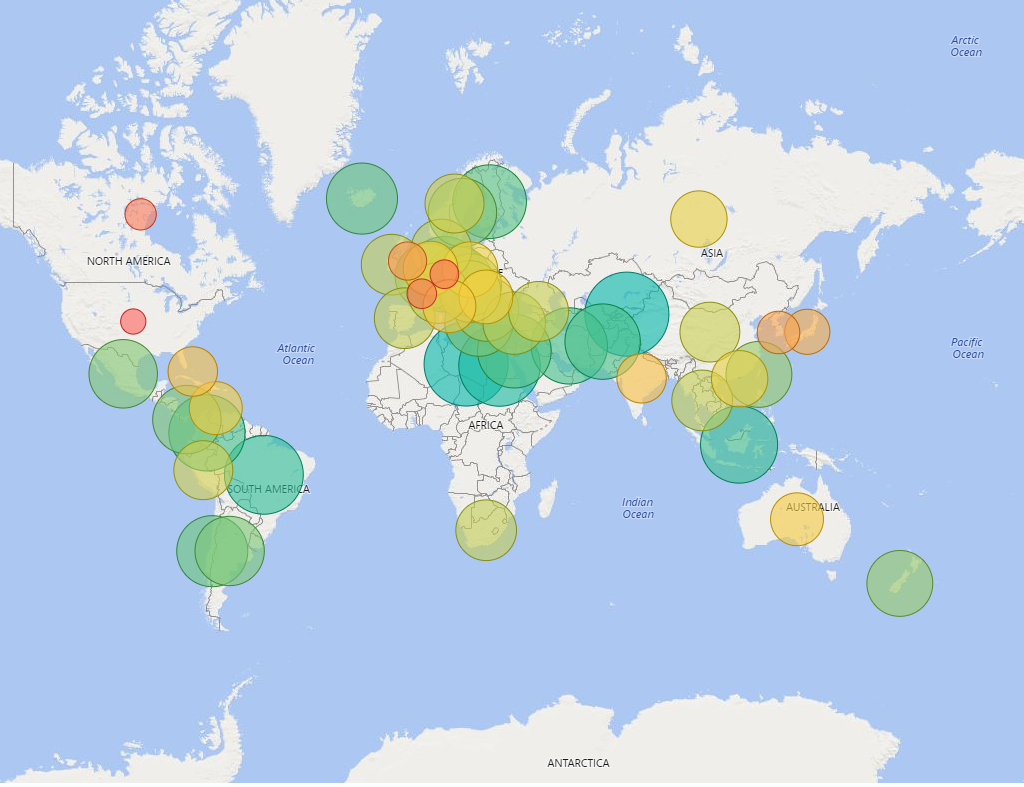 Arctic
Ocean
NORTH AMERICA
ASIA
E
Atlantic
Ocean
Pacific
Ocean
AFRICA
SOUTH AMERICA
Indian
Ocean
AUSTRALIA
ANTARCTICA